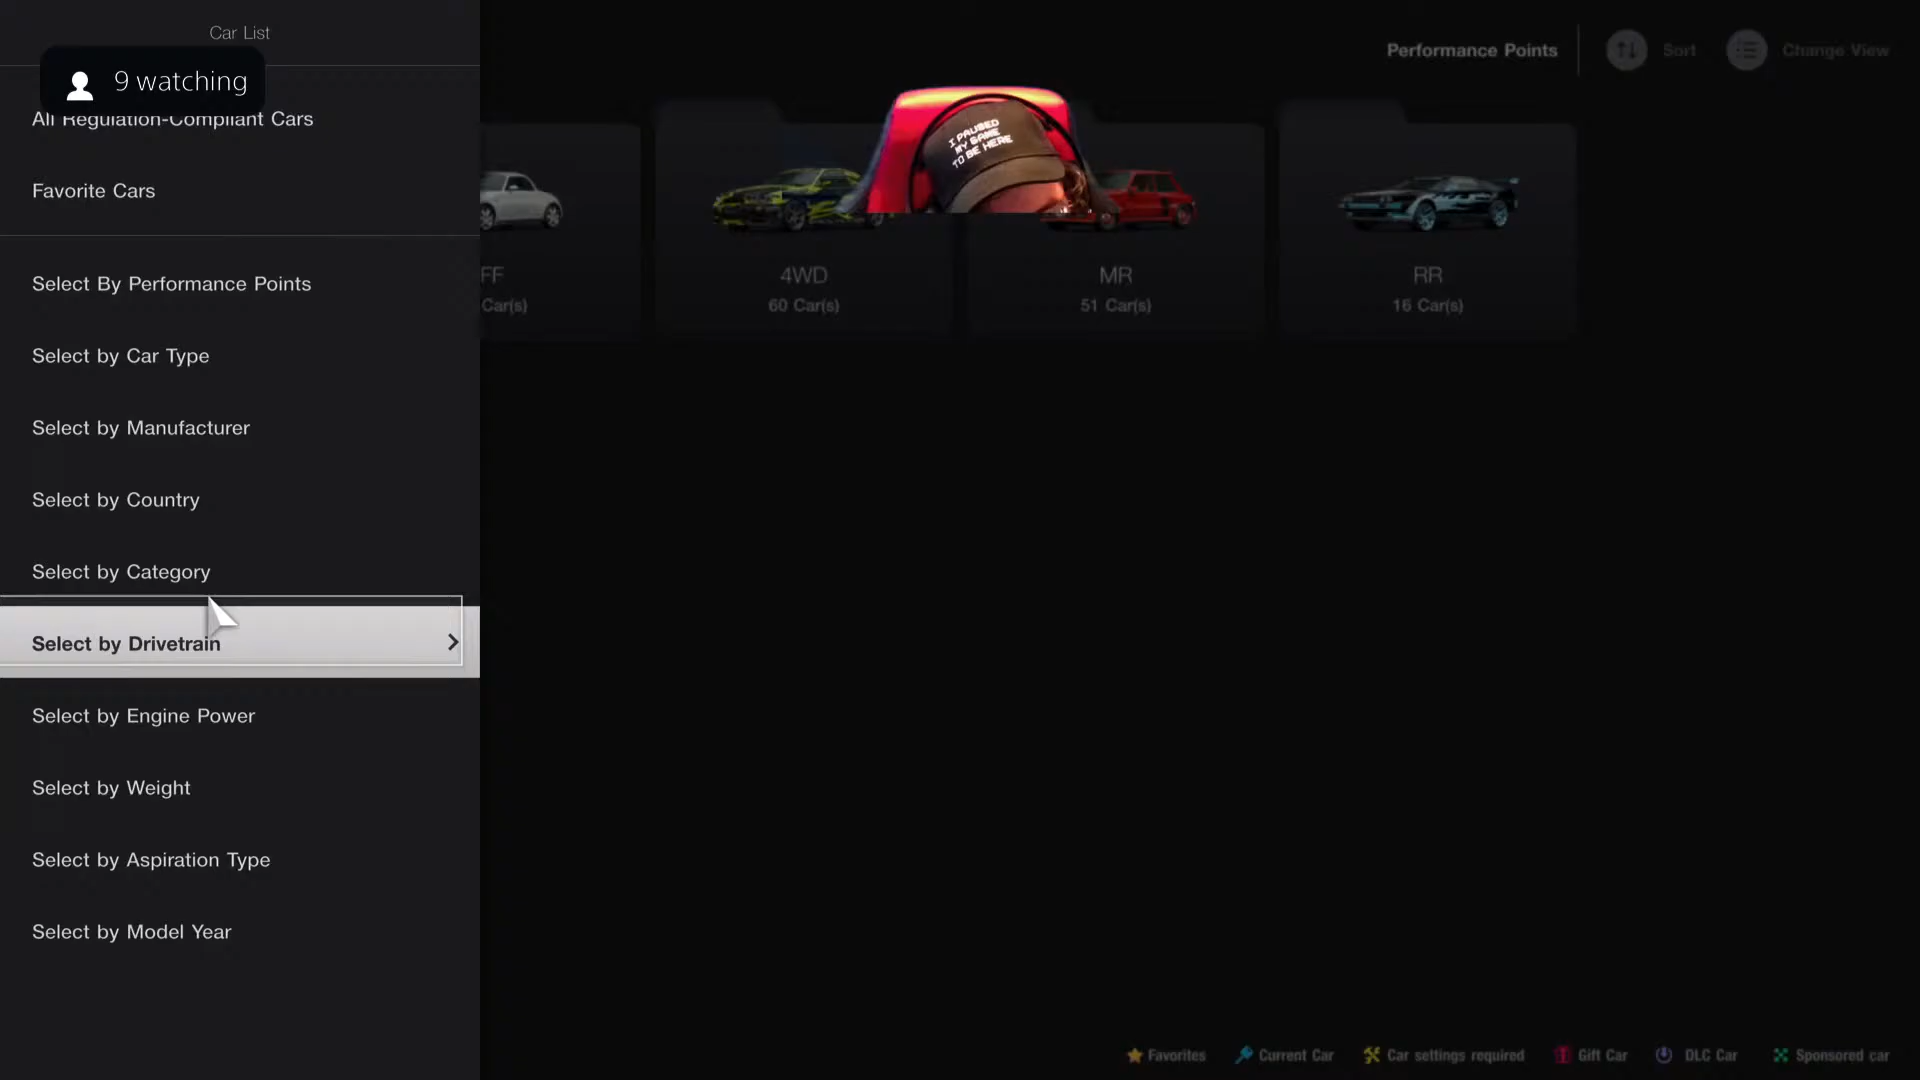 Car List
9 watching
All Regulation-Compliant Cars
Favorite Cars
Select By Performance Points
Select by Car Type
Select by Manufacturer
Select by Country
Select by Category
Select by Drivetrain
Select by Engine Power
Select by Weight
Select by Aspiration Type
Select by Model Year
Performance Points
Sort
Change View
I PAUSED
MY GAME
TO BE HERE
FF
Car(s)
4WD
60 Car(s)
MR
51 Car(s)
RR
16 Car(s)
Favorites
Current Car
Car settings required
Gift Car
DLC Car
Sponsored car